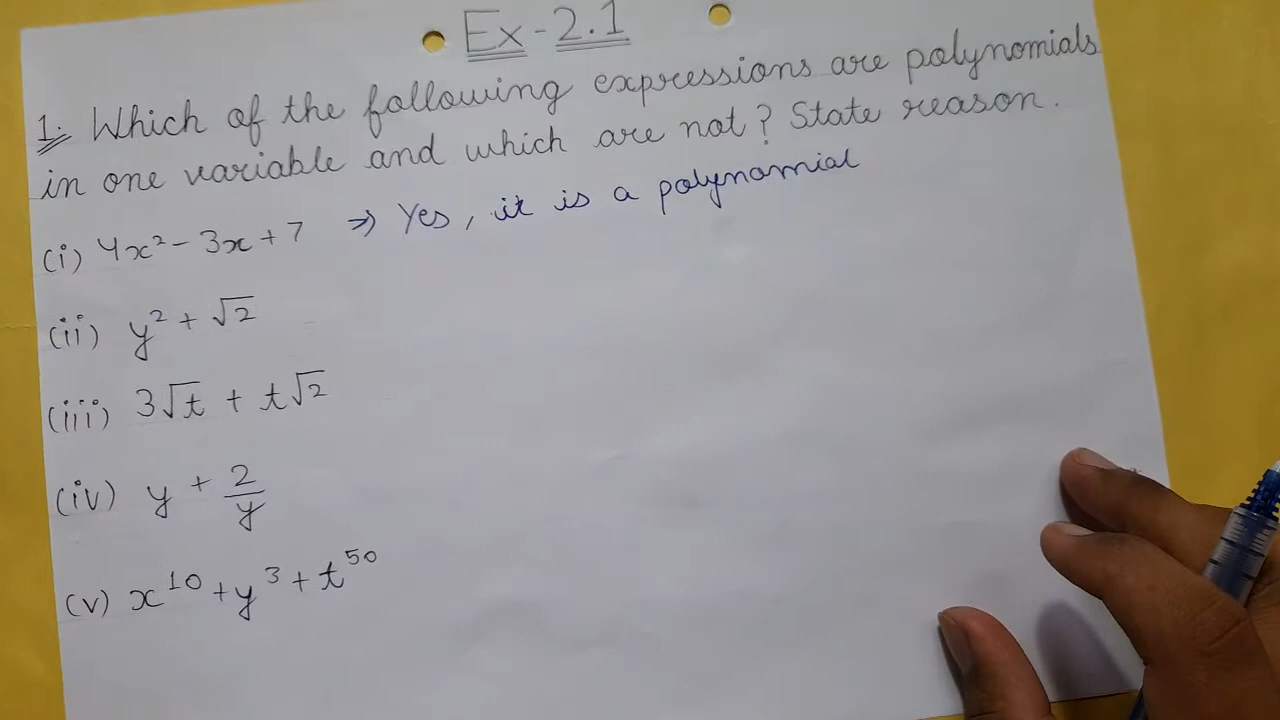 Ex-2.1
1. Which of the following expressions are polynomials
in one variable and which are not? State reason.
(i) 4x² - 3x + 7 ⇒ Yes, it is a polynomial
(ii) y² + √2
(iii) 3√t + t√2
(iv) y + 2/y
(v) x¹⁰ + y³ + t⁵⁰